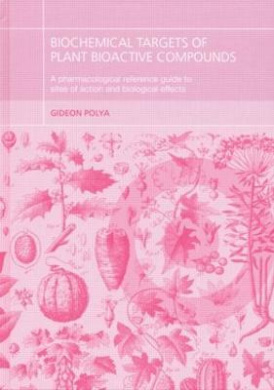 BIOCHEMICAL TARGETS OF
PLANT BIOACTIVE COMPOUNDS
A pharmacological reference guide to
sites of action and biological effects
GIDEON POLYA